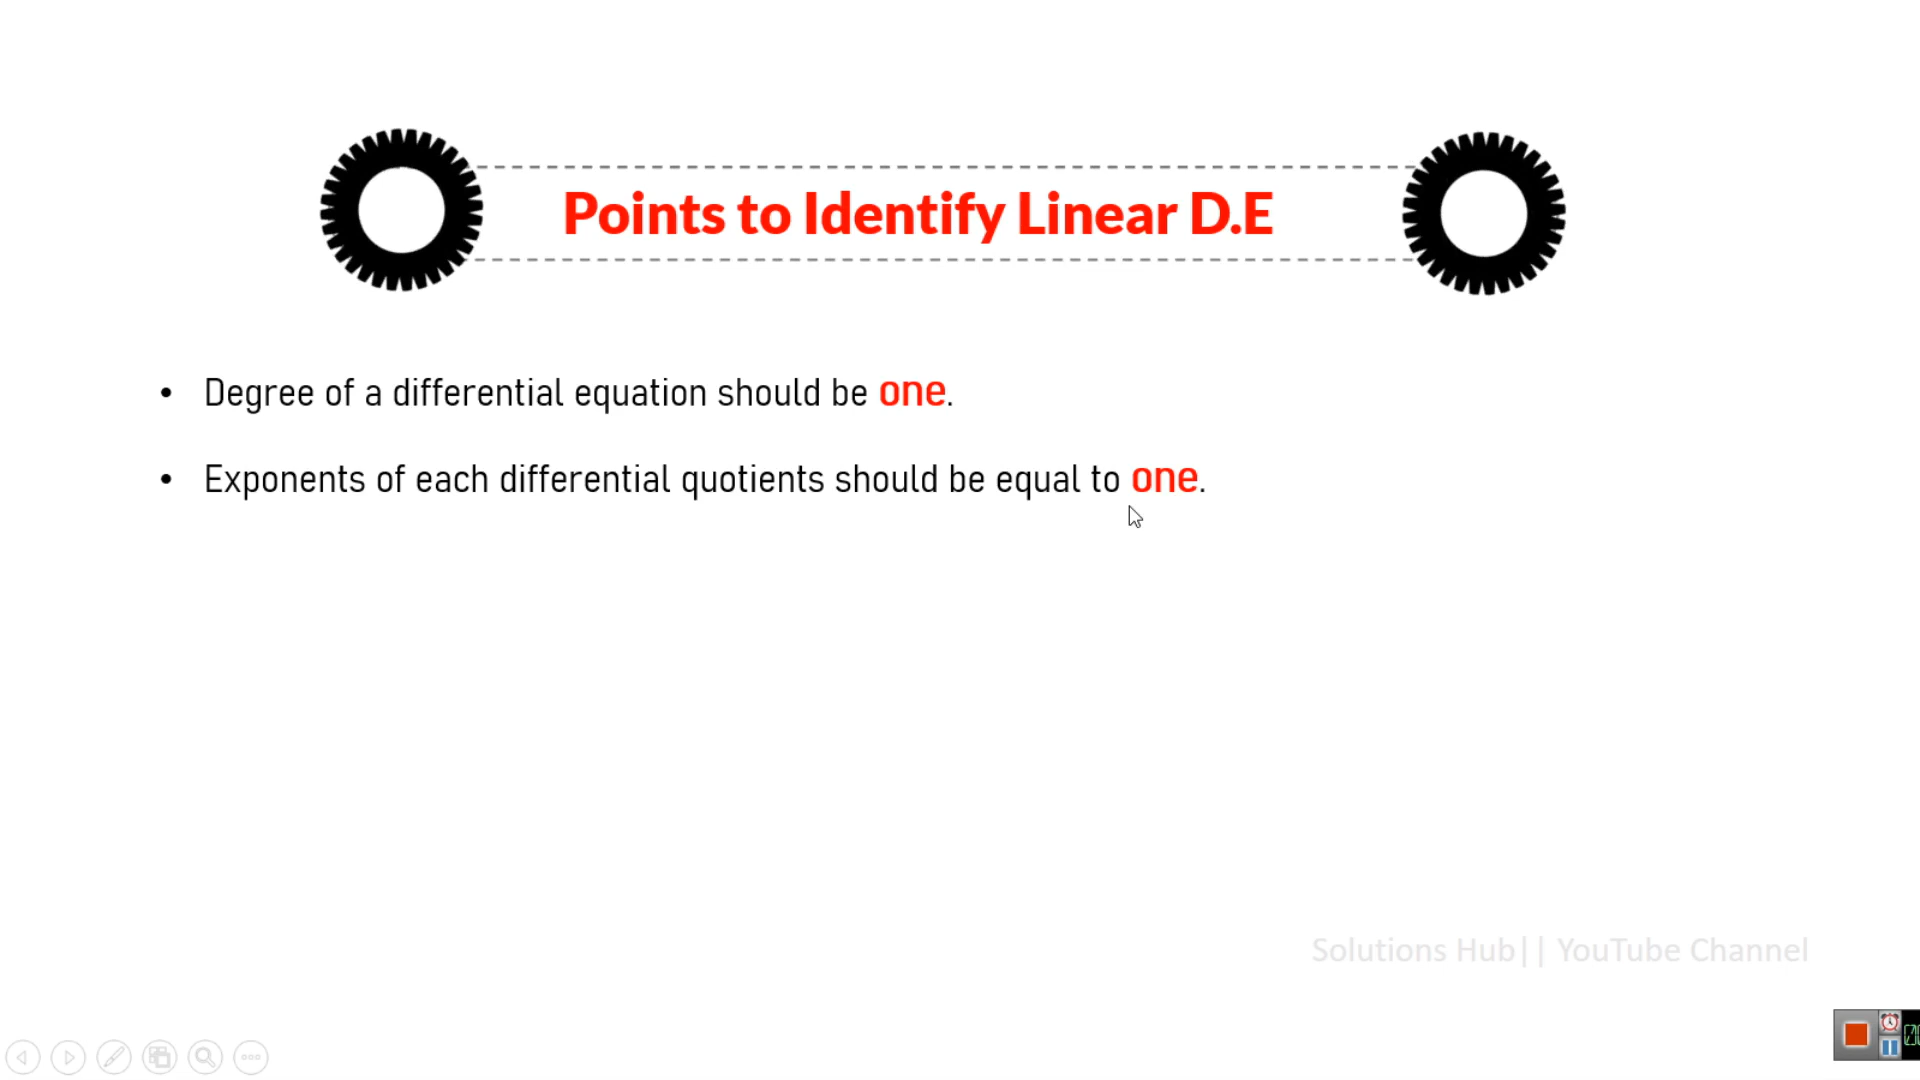 Points to Identify Linear D.E
• Degree of a differential equation should be one.
• Exponents of each differential quotients should be equal to one.
Solutions Hub|| YouTube Channel